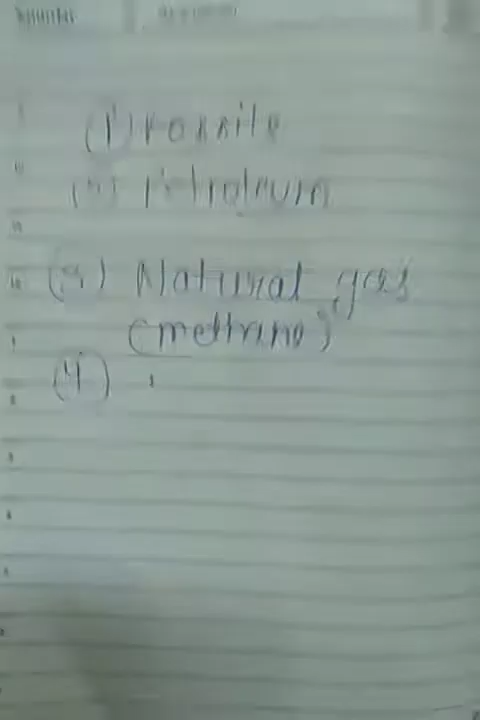 (1) Fossils
(2) Petroleum
(3) Natural gas
(methane)
(4)